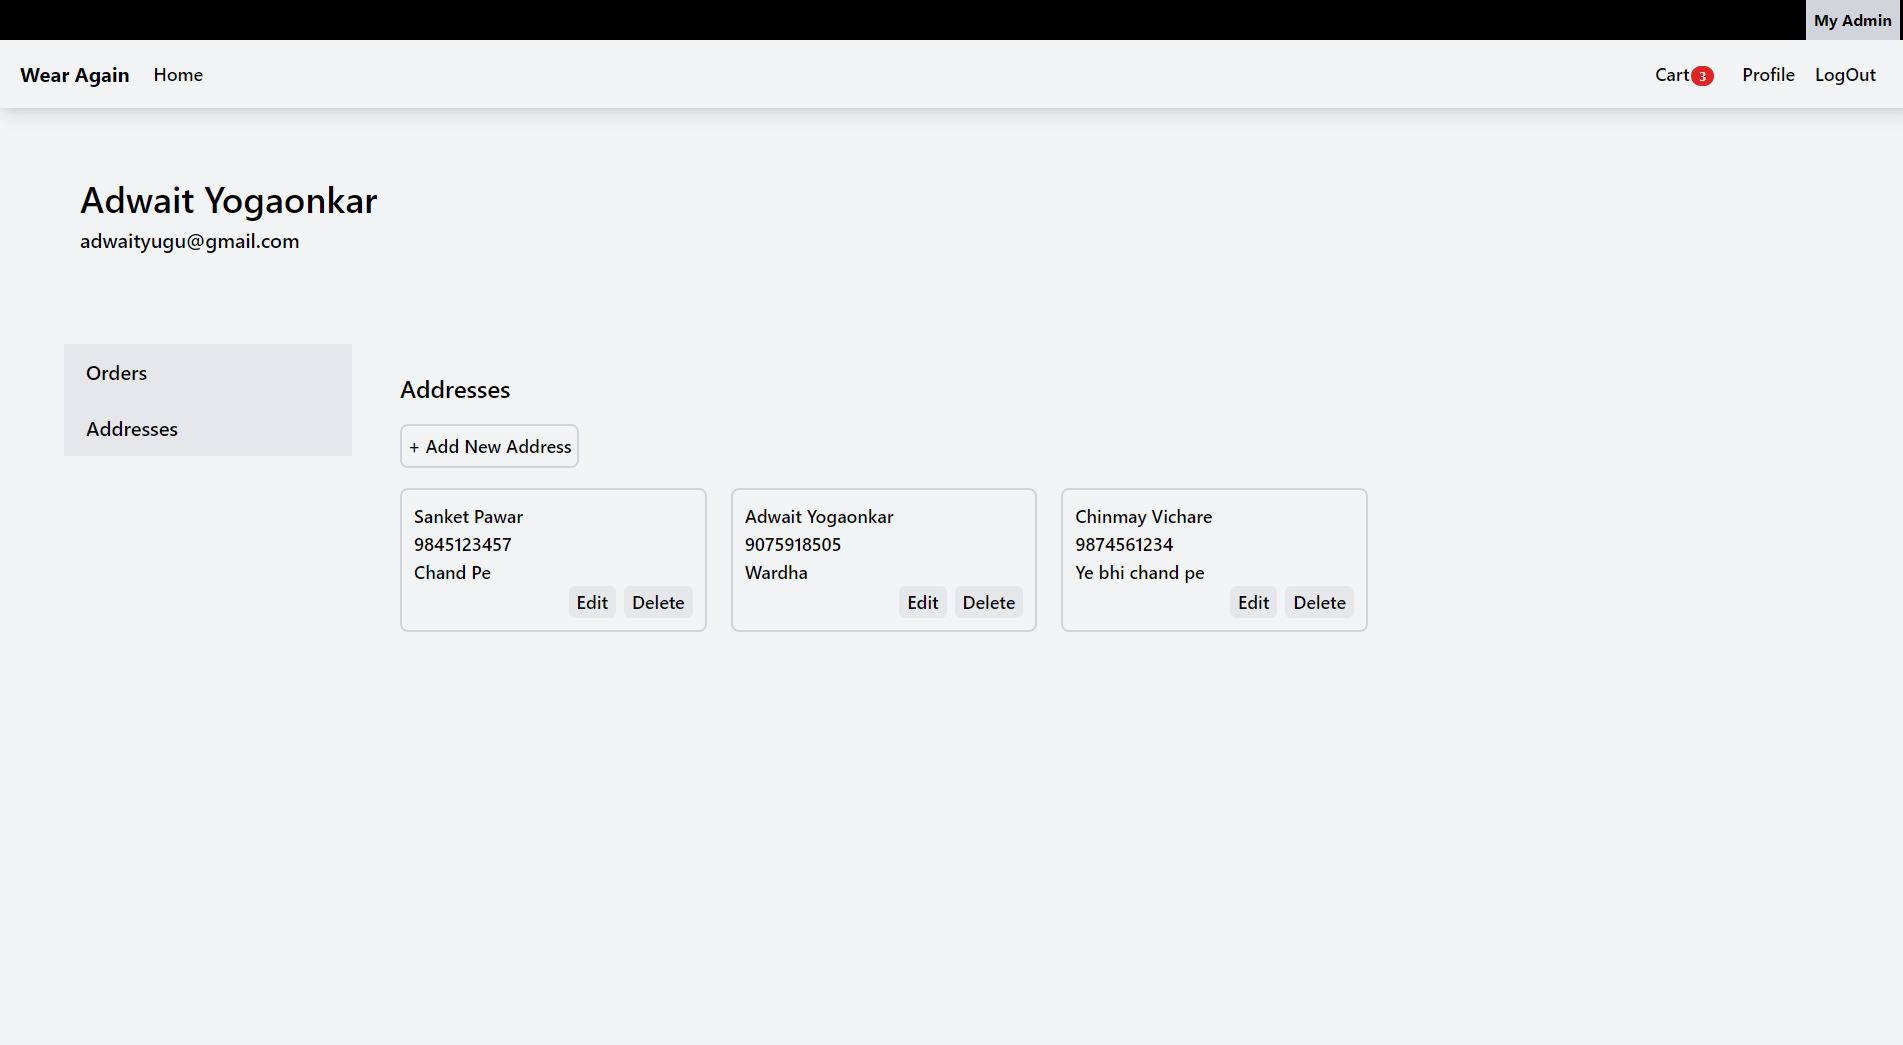 My Admin
Wear Again Home Cart 3 Profile LogOut
Adwait Yogaonkar
adwaityugu@gmail.com
Orders
Addresses
Addresses
+ Add New Address
Sanket Pawar
9845123457
Chand Pe
Edit Delete
Adwait Yogaonkar
9075918505
Wardha
Edit Delete
Chinmay Vichare
9874561234
Ye bhi chand pe
Edit Delete